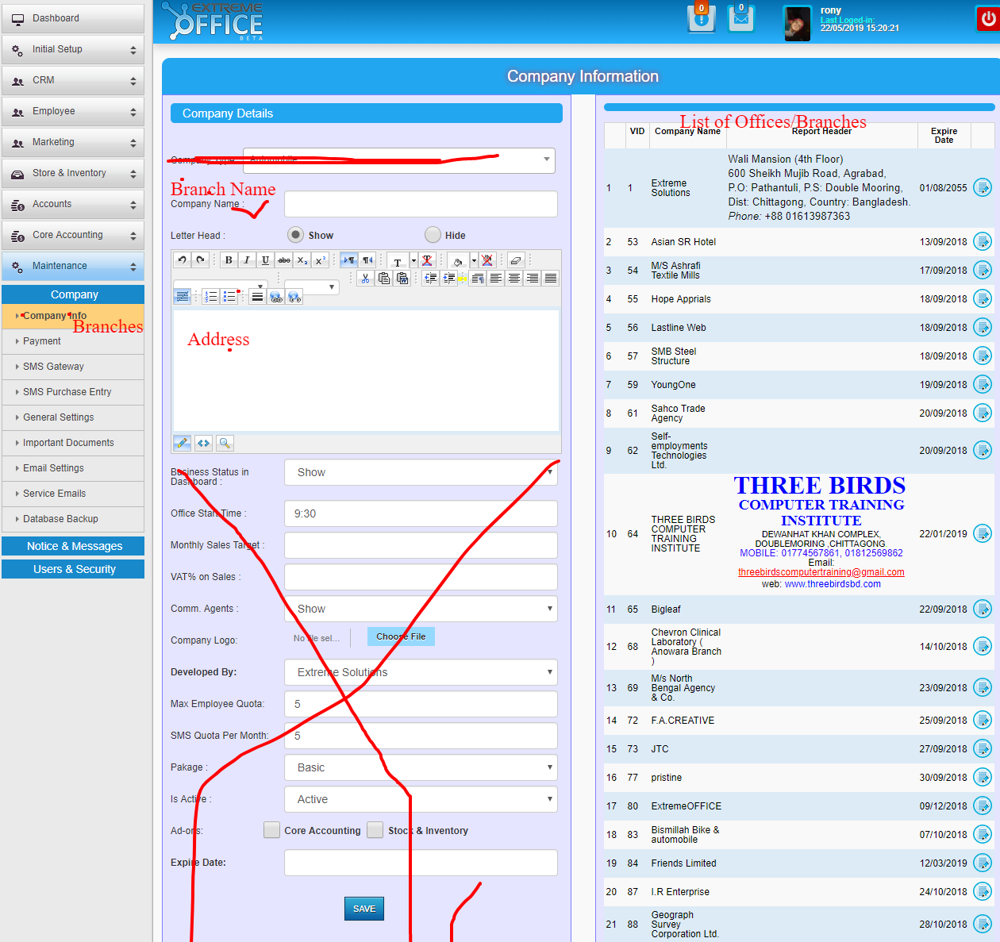 EXTREME
OFFICE
BETA
0
0
rony
Last Loged-in:
22/05/2019 15:20:21
Dashboard
Initial Setup
CRM
Employee
Marketing
Store & Inventory
Accounts
Core Accounting
Maintenance
Company
Company Info
Branches
Payment
SMS Gateway
SMS Purchase Entry
General Settings
Important Documents
Email Settings
Service Emails
Database Backup
Notice & Messages
Users & Security
Company Information
Company Details
Company Type
Automobile
Branch Name
Company Name :
Letter Head :
Show
Hide
Address
Business Status in
Dashboard :
Show
Office Start Time :
9:30
Monthly Sales Target :
VAT% on Sales :
Comm. Agents :
Show
Company Logo:
No file sel...
Choose File
Developed By:
Extreme Solutions
Max Employee Quota:
5
SMS Quota Per Month:
5
Pakage :
Basic
Is Active :
Active
Ad-ons:
Core Accounting
Stock & Inventory
Expire Date:
SAVE
List of Offices/Branches
VID Company Name Report Header Expire
Date
1 1 Extreme
Solutions
Wali Mansion (4th Floor)
600 Sheikh Mujib Road, Agrabad,
P.O: Pathantuli, P.S: Double Mooring,
Dist: Chittagong, Country: Bangladesh.
Phone: +88 01613987363
01/08/2055
2 53 Asian SR Hotel 13/09/2018
3 54 M/S Ashrafi
Textile Mills 17/09/2018
4 55 Hope Apprials 18/09/2018
5 56 Lastline Web 18/09/2018
6 57 SMB Steel
Structure 18/09/2018
7 59 YoungOne 19/09/2018
8 61 Sahco Trade
Agency 20/09/2018
9 62 Self-
employments
Technologies
Ltd. 20/09/2018
10 64 THREE BIRDS
COMPUTER
TRAINING
INSTITUTE
THREE BIRDS
COMPUTER TRAINING
INSTITUTE
DEWANHAT KHAN COMPLEX,
DOUBLEMORING ,CHITTAGONG.
MOBILE: 01774567861, 01812569862
Email:
threebirdscomputertraining@gmail.com
web: www.threebirdsbd.com
22/01/2019
11 65 Bigleaf 22/09/2018
12 68 Chevron Clinical
Laboratory (
Anowara Branch
) 14/10/2018
13 69 M/s North
Bengal Agency
& Co. 23/09/2018
14 72 F.A.CREATIVE 25/09/2018
15 73 JTC 27/09/2018
16 77 pristine 30/09/2018
17 80 ExtremeOFFICE 09/12/2018
18 83 Bismillah Bike &
automobile 07/10/2018
19 84 Friends Limited 12/03/2019
20 87 I.R Enterprise 24/10/2018
21 88 Geograph
Survey
Corporation Ltd. 28/10/2018